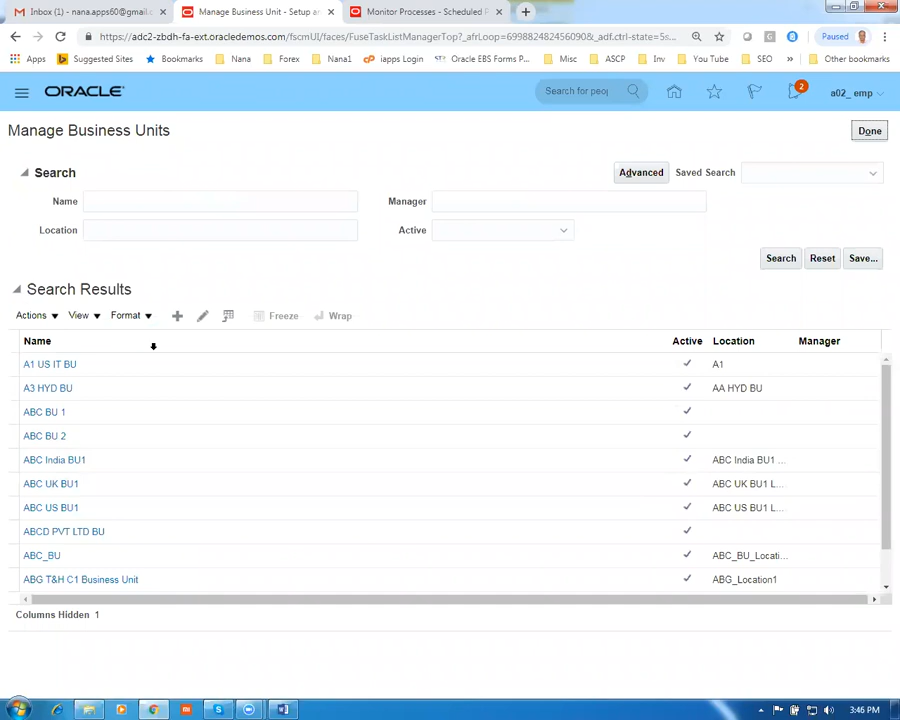 Inbox (1) - nana.apps60@gmail.c
Manage Business Unit - Setup a
Monitor Processes - Scheduled P
https://adc2-zbdh-fa-ext.oracledemos.com/fscmUI/faces/FuseTaskListManagerTop?_afrLoop=69988248245609&_adf.ctrl-state=5s...
Paused
Apps
Suggested Sites
Bookmarks
Nana
Forex
Nana1
iapps Login
Oracle EBS Forms P...
Misc
ASCP
Inv
You Tube
SEO
»
Other bookmarks
ORACLE
Search for peo
2
a02_ emp
Manage Business Units
Done
Search
Advanced
Saved Search
Name
Manager
Location
Active
Search
Reset
Save...
Search Results
Actions
View
Format
Freeze
Wrap
Name
Active
Location
Manager
A1 US IT BU
A1
A3 HYD BU
AA HYD BU
ABC BU 1
ABC BU 2
ABC India BU1
ABC India BU1 ...
ABC UK BU1
ABC UK BU1 L...
ABC US BU1
ABC US BU1 L...
ABCD PVT LTD BU
ABC_BU
ABC_BU_Locati...
ABG T&H C1 Business Unit
ABG_Location1
Columns Hidden 1
3:46 PM